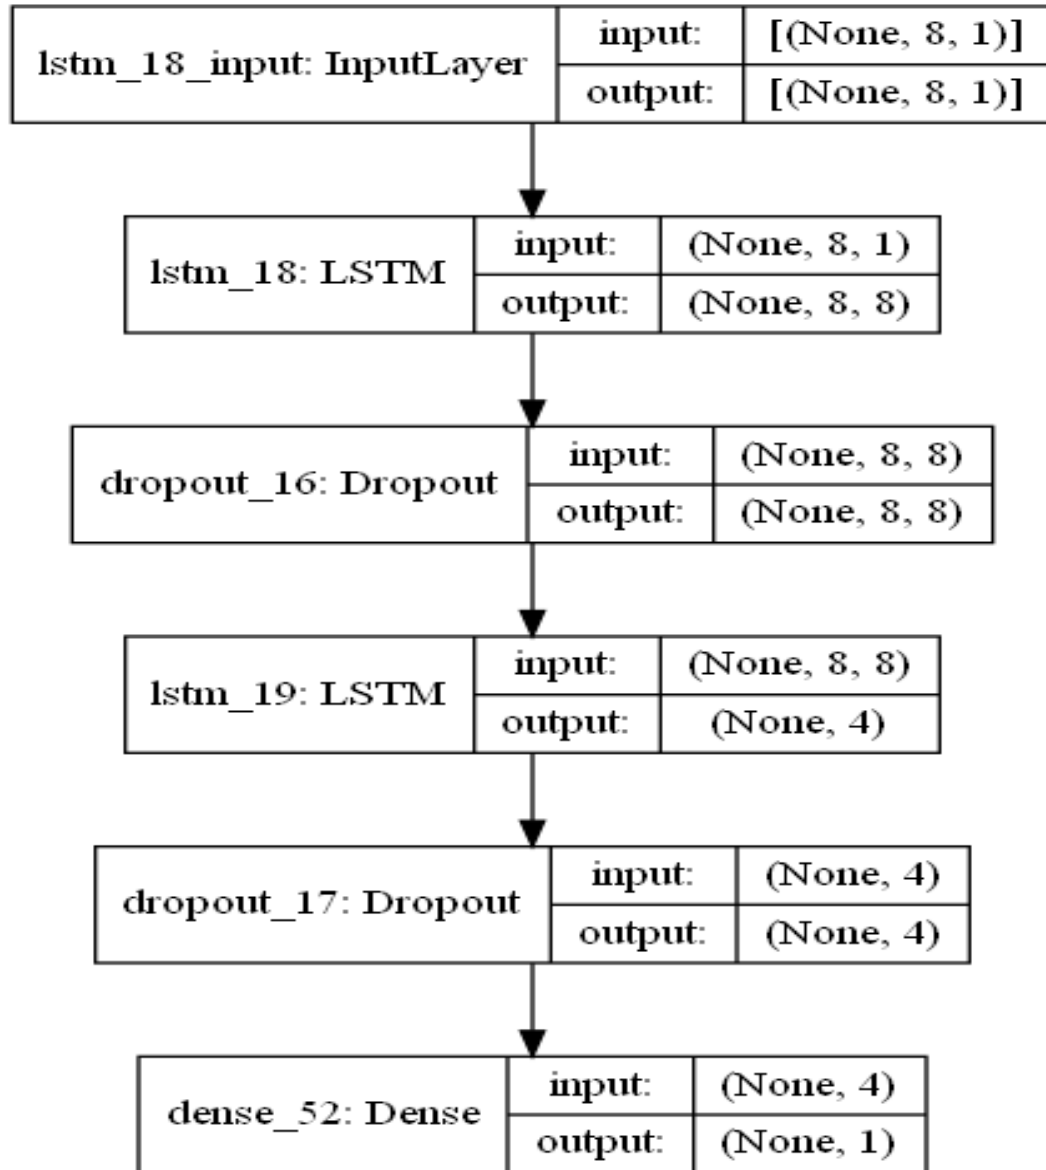 lstm_18_input: InputLayer
input: [(None, 8, 1)]
output: [(None, 8, 1)]
lstm_18: LSTM
input: (None, 8, 1)
output: (None, 8, 8)
dropout_16: Dropout
input: (None, 8, 8)
output: (None, 8, 8)
lstm_19: LSTM
input: (None, 8, 8)
output: (None, 4)
dropout_17: Dropout
input: (None, 4)
output: (None, 4)
dense_52: Dense
input: (None, 4)
output: (None, 1)